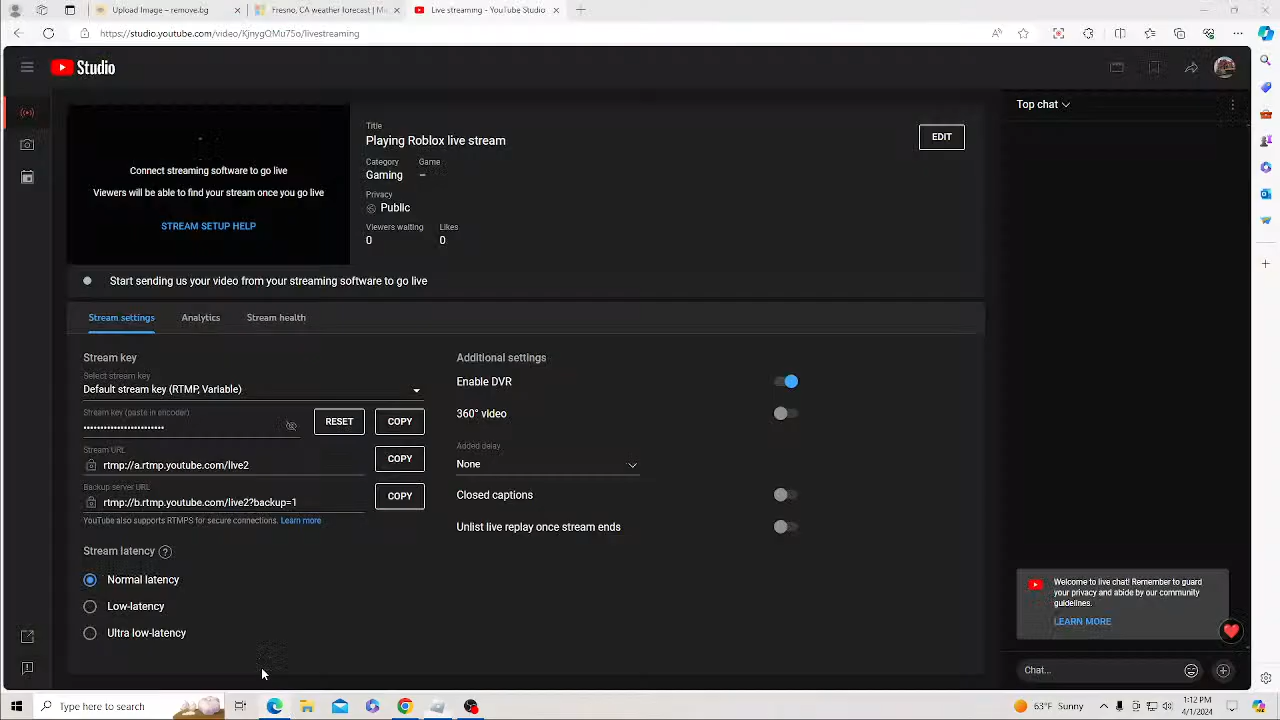 Upload Image – remove.bg
Fresno, CA weather forecast | Mi
Live streaming - YouTube Studio
https://studio.youtube.com/video/KjnygQMu75o/livestreaming
Studio
Connect streaming software to go live
Viewers will be able to find your stream once you go live
STREAM SETUP HELP
Title
Playing Roblox live stream
EDIT
Category Game
Gaming –
Privacy
Public
Viewers waiting Likes
0 0
Start sending us your video from your streaming software to go live
Stream settings Analytics Stream health
Stream key
Select stream key
Default stream key (RTMP, Variable)
Stream key (paste in encoder)
RESET COPY
Stream URL
rtmp://a.rtmp.youtube.com/live2
COPY
Backup server URL
rtmp://b.rtmp.youtube.com/live2?backup=1
COPY
YouTube also supports RTMPS for secure connections. Learn more
Stream latency ?
Normal latency
Low-latency
Ultra low-latency
Additional settings
Enable DVR
360° video
Added delay
None
Closed captions
Unlist live replay once stream ends
Top chat
Welcome to live chat! Remember to guard
your privacy and abide by our community
guidelines.
LEARN MORE
Chat...
Type here to search
83°F Sunny
1:12 PM
4/17/2024